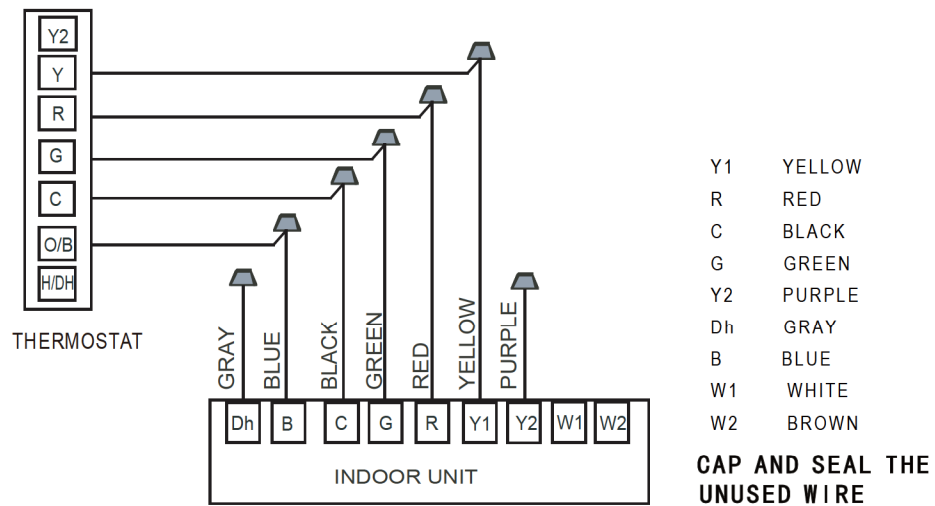 Y2
Y
R
G
C
O/B
H/DH
THERMOSTAT
GRAY
BLUE
BLACK
GREEN
RED
YELLOW
PURPLE
Dh B C G R Y1 Y2 W1 W2
INDOOR UNIT
Y1 YELLOW
R RED
C BLACK
G GREEN
Y2 PURPLE
Dh GRAY
B BLUE
W1 WHITE
W2 BROWN
CAP AND SEAL THE
UNUSED WIRE